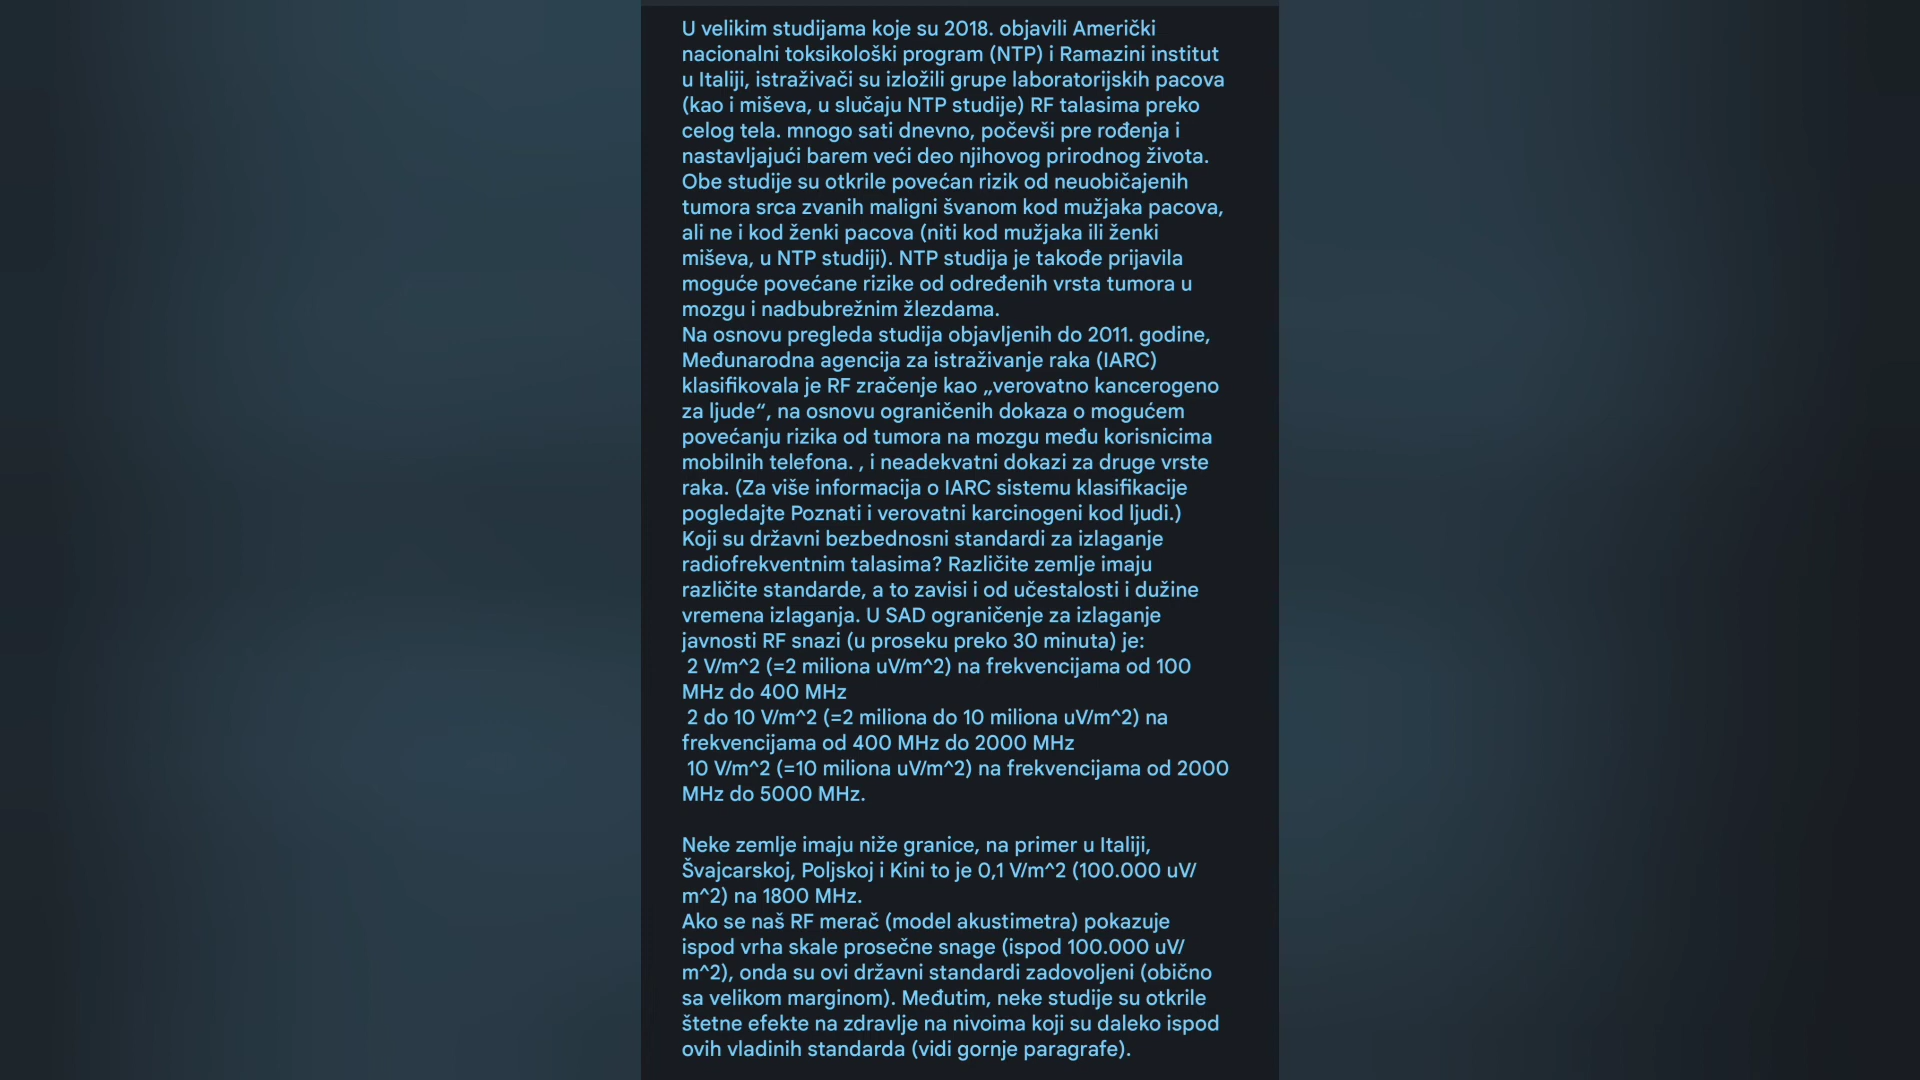 U velikim studijama koje su 2018. objavili Američki
nacionalni toksikološki program (NTP) i Ramazini institut
u Italiji, istraživači su izložili grupe laboratorijskih pacova
(kao i miševa, u slučaju NTP studije) RF talasima preko
celog tela. mnogo sati dnevno, počevši pre rođenja i
nastavljajući barem veći deo njihovog prirodnog života.
Obe studije su otkrile povećan rizik od neuobičajenih
tumora srca zvanih maligni švanom kod mužjaka pacova,
ali ne i kod ženki pacova (niti kod mužjaka ili ženki
miševa, u NTP studiji). NTP studija je takođe prijavila
moguće povećane rizike od određenih vrsta tumora u
mozgu i nadbubrežnim žlezdama.
Na osnovu pregleda studija objavljenih do 2011. godine,
Međunarodna agencija za istraživanje raka (IARC)
klasifikovala je RF zračenje kao „verovatno kancerogeno
za ljude“, na osnovu ograničenih dokaza o mogućem
povećanju rizika od tumora na mozgu među korisnicima
mobilnih telefona. , i neadekvatni dokazi za druge vrste
raka. (Za više informacija o IARC sistemu klasifikacije
pogledajte Poznati i verovatni karcinogeni kod ljudi.)
Koji su državni bezbednosni standardi za izlaganje
radiofrekventnim talasima? Različite zemlje imaju
različite standarde, a to zavisi i od učestalosti i dužine
vremena izlaganja. U SAD ograničenje za izlaganje
javnosti RF snazi (u proseku preko 30 minuta) je:
2 V/m^2 (=2 miliona uV/m^2) na frekvencijama od 100
MHz do 400 MHz
2 do 10 V/m^2 (=2 miliona do 10 miliona uV/m^2) na
frekvencijama od 400 MHz do 2000 MHz
10 V/m^2 (=10 miliona uV/m^2) na frekvencijama od 2000
MHz do 5000 MHz.
Neke zemlje imaju niže granice, na primer u Italiji,
Švajcarskoj, Poljskoj i Kini to je 0,1 V/m^2 (100.000 uV/
m^2) na 1800 MHz.
Ako se naš RF merač (model akustimetra) pokazuje
ispod vrha skale prosečne snage (ispod 100.000 uV/
m^2), onda su ovi državni standardi zadovoljeni (obično
sa velikom marginom). Međutim, neke studije su otkrile
štetne efekte na zdravlje na nivoima koji su daleko ispod
ovih vladinih standarda (vidi gornje paragrafe).